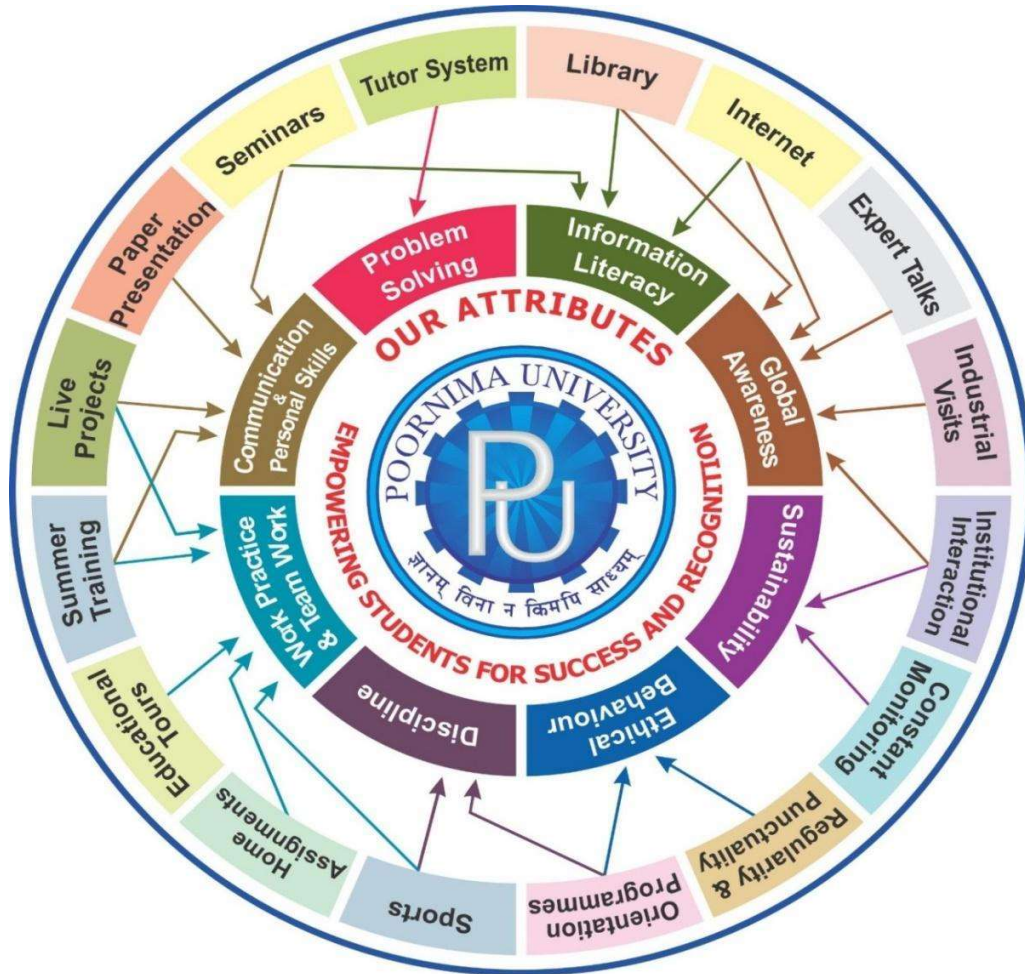 Tutor System
Library
Internet
Expert Talks
Industrial
Visits
Institutional
Interaction
Constant
Monitoring
Regularity &
Punctuality
Orientation
Programmes
Sports
Home
Assignments
Educational
Tours
Summer
Training
Live
Projects
Paper
Presentation
Seminars
Problem
Solving
Information
Literacy
Global
Awareness
Sustainability
Ethical
Behaviour
Discipline
Work Practice
& Team Work
Communication
&
Personal Skills
OUR ATTRIBUTES
EMPOWERING STUDENTS FOR SUCCESS AND RECOGNITION
POORNIMA UNIVERSITY
PU
ज्ञानम् विना न किमपि साध्यम्